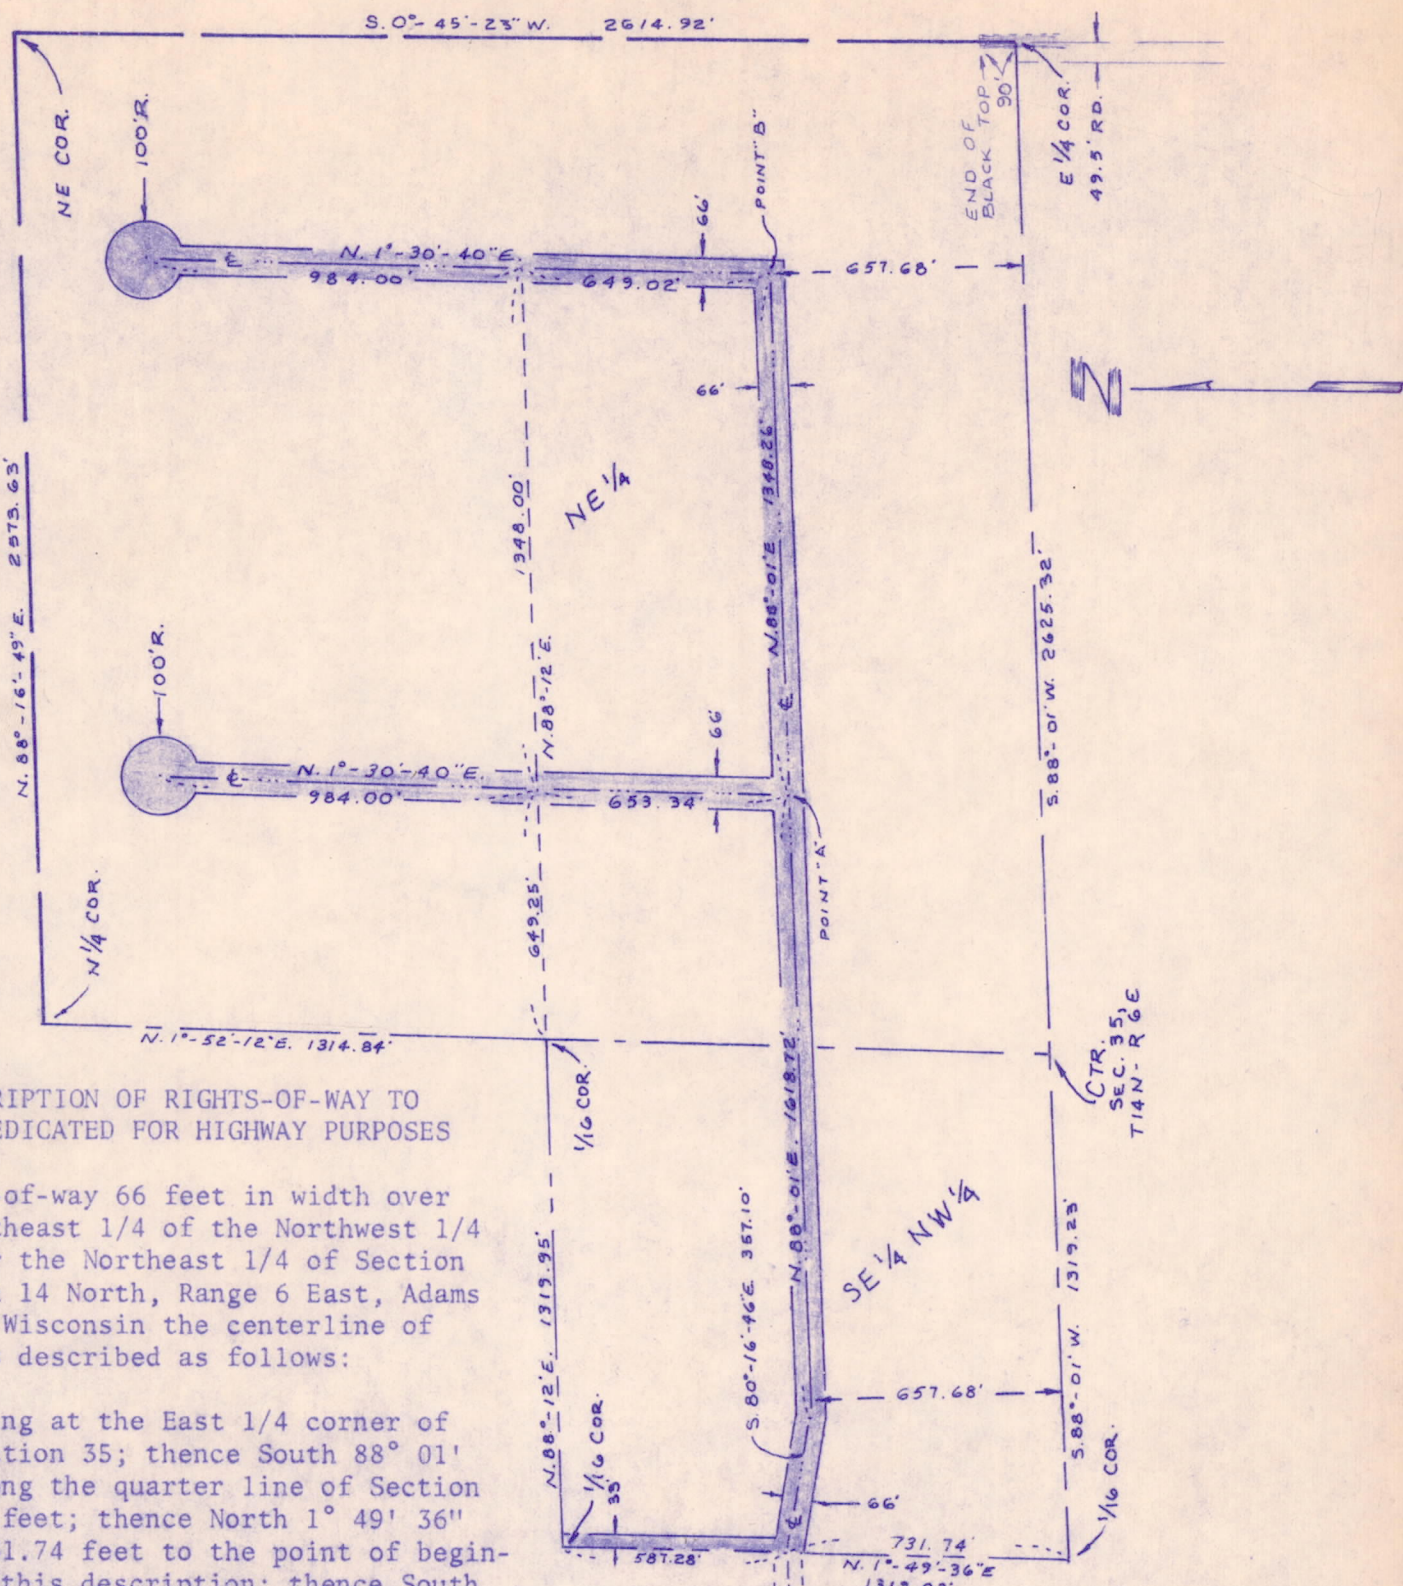 S. 0°-45'-23" W. 2614.92'
NE COR.
100'R.
N. 1°-30'-40" E.
984.00'
649.02'
66'
POINT "B"
657.68'
END OF
BLACK TOP
90'
E 1/4 COR.
49.5' RD.
N
N. 88°-16'-49" E. 2573.63'
66'
1348.00'
N. 88°-12' E.
NE 1/4
N. 88°-01' E. 1348.26'
S. 88°-01' W. 2625.32'
100'R.
N. 1°-30'-40" E.
984.00'
653.34'
66'
POINT "A"
649.25'
N 1/4 COR.
N. 1°-52'-12" E. 1314.84'
1/16 COR.
CTR.
SEC. 35,
T14N-R6E
N. 88°-01' E. 1618.72'
SE 1/4 NW 1/4
S. 80°-16'-46" E 357.10'
N. 88°-12' E. 1319.95'
657.68'
S. 88°-01' W. 1319.23'
1/16 COR.
33'
587.28'
66'
731.74'
N. 1°-49'-36" E
1/16 COR.
RIPTION OF RIGHTS-OF-WAY TO
EDICATED FOR HIGHWAY PURPOSES
of-way 66 feet in width over
theast 1/4 of the Northwest 1/4
the Northeast 1/4 of Section
14 North, Range 6 East, Adams
Wisconsin the centerline of
described as follows:
ng at the East 1/4 corner of
tion 35; thence South 88° 01'
ng the quarter line of Section
feet; thence North 1° 49' 36"
1.74 feet to the point of begin-
this description; thence South